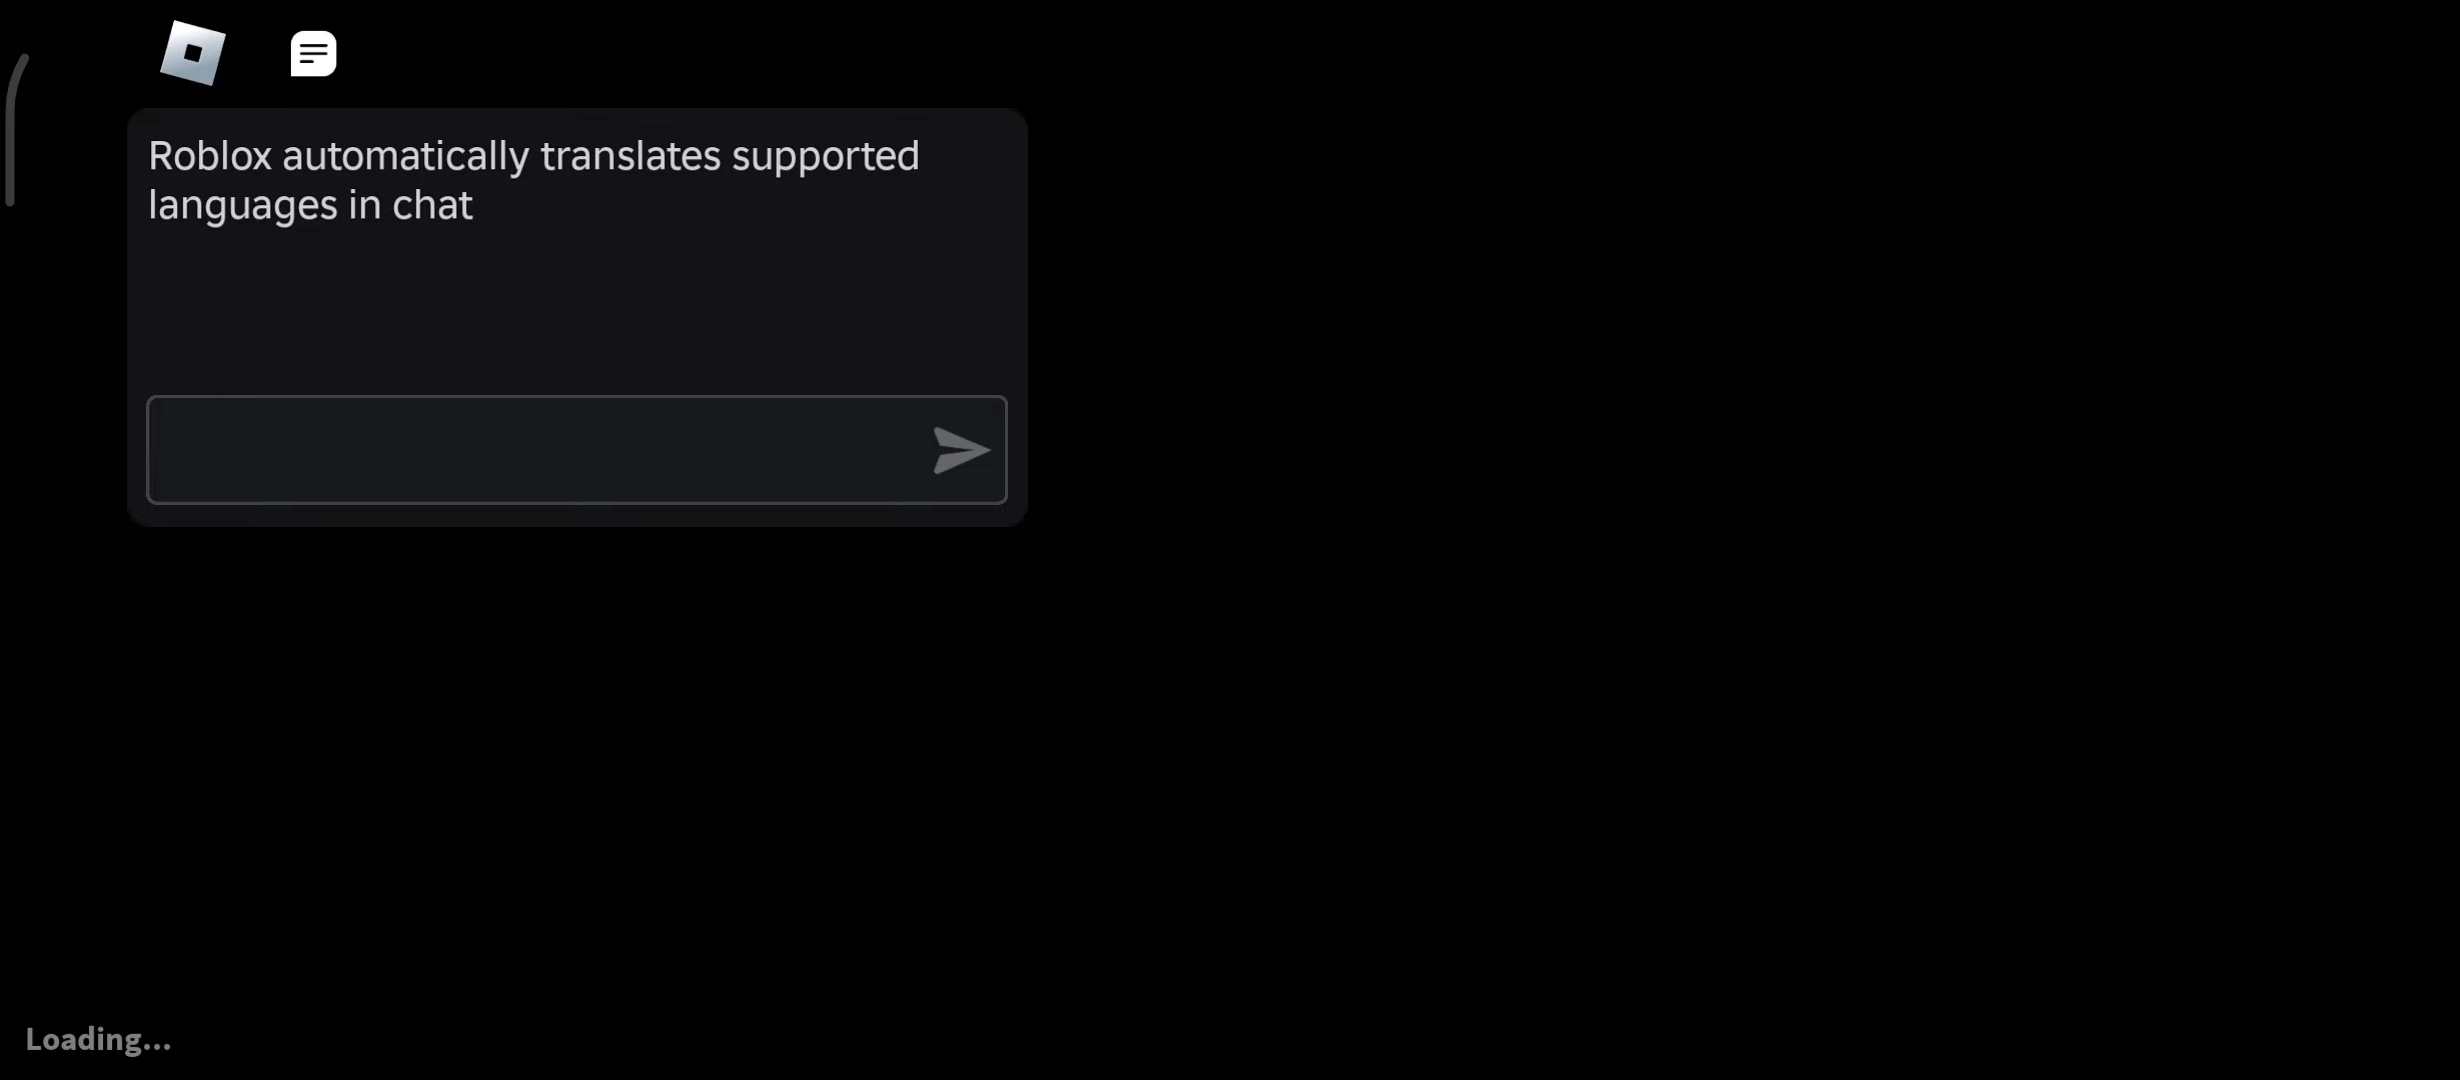 Roblox automatically translates supported
languages in chat
Loading...